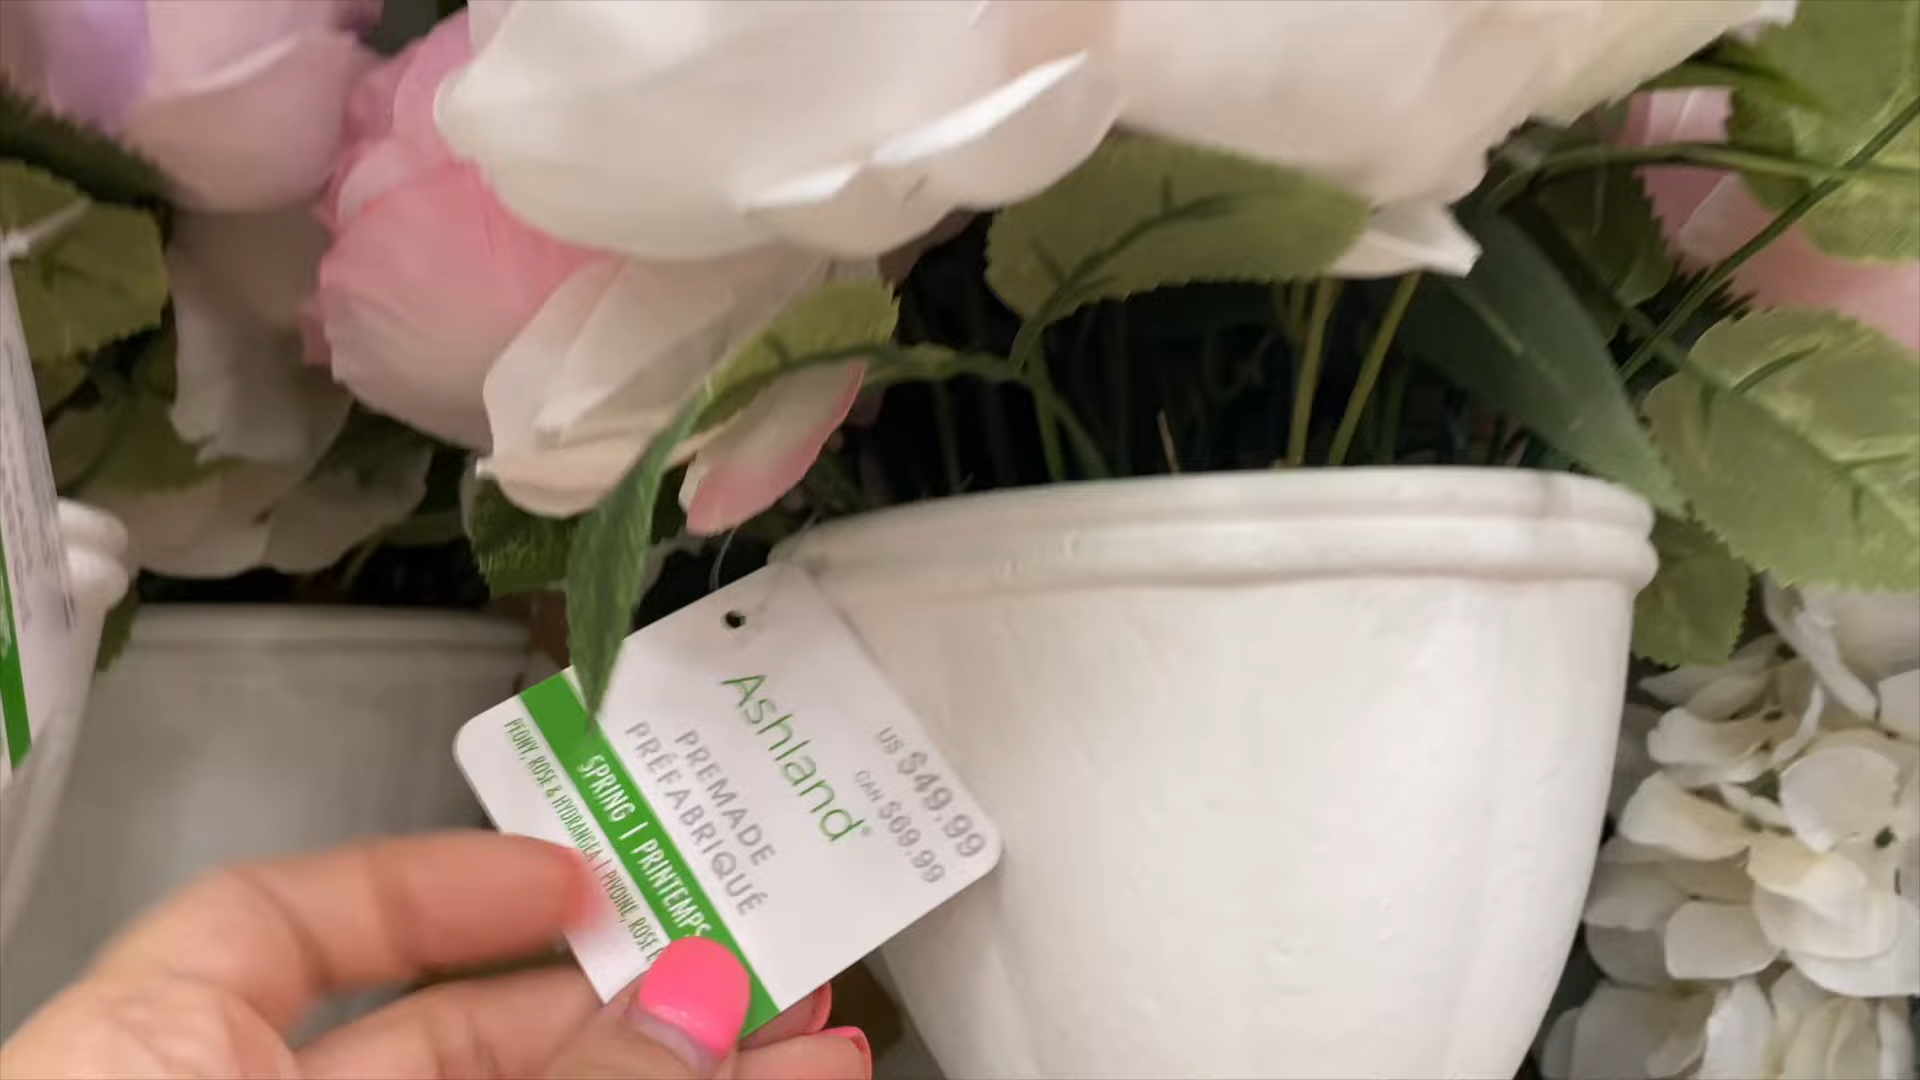 US $49.99
CAN $69.99
Ashland®
PREMADE
PRÉFABRIQUÉ
SPRING | PRINTEMPS
PEONY, ROSE & HYDRANGEA | PIVOINE, ROSE